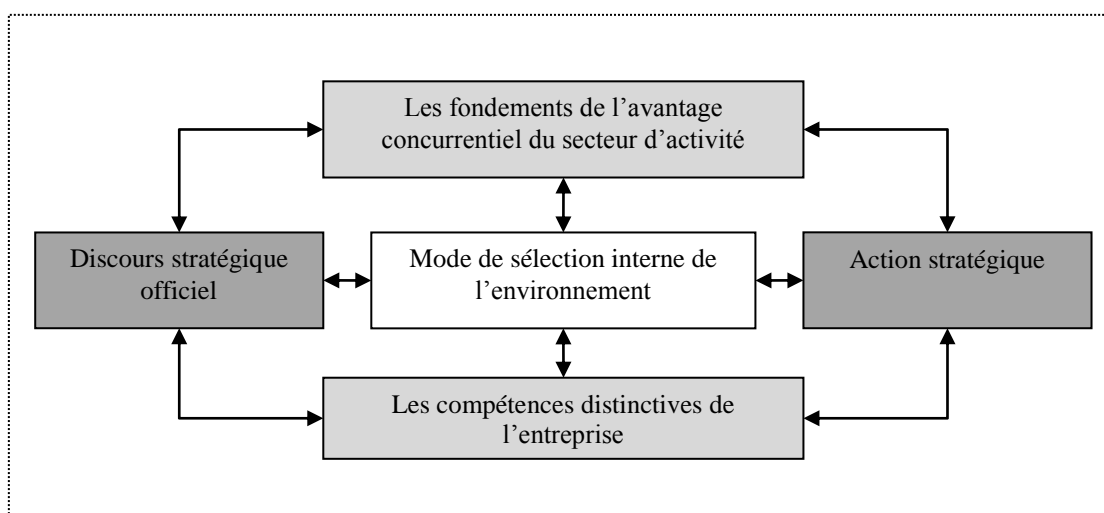 Les fondements de l’avantage
concurrentiel du secteur d’activité
Discours stratégique
officiel
Mode de sélection interne de
l’environnement
Action stratégique
Les compétences distinctives de
l’entreprise